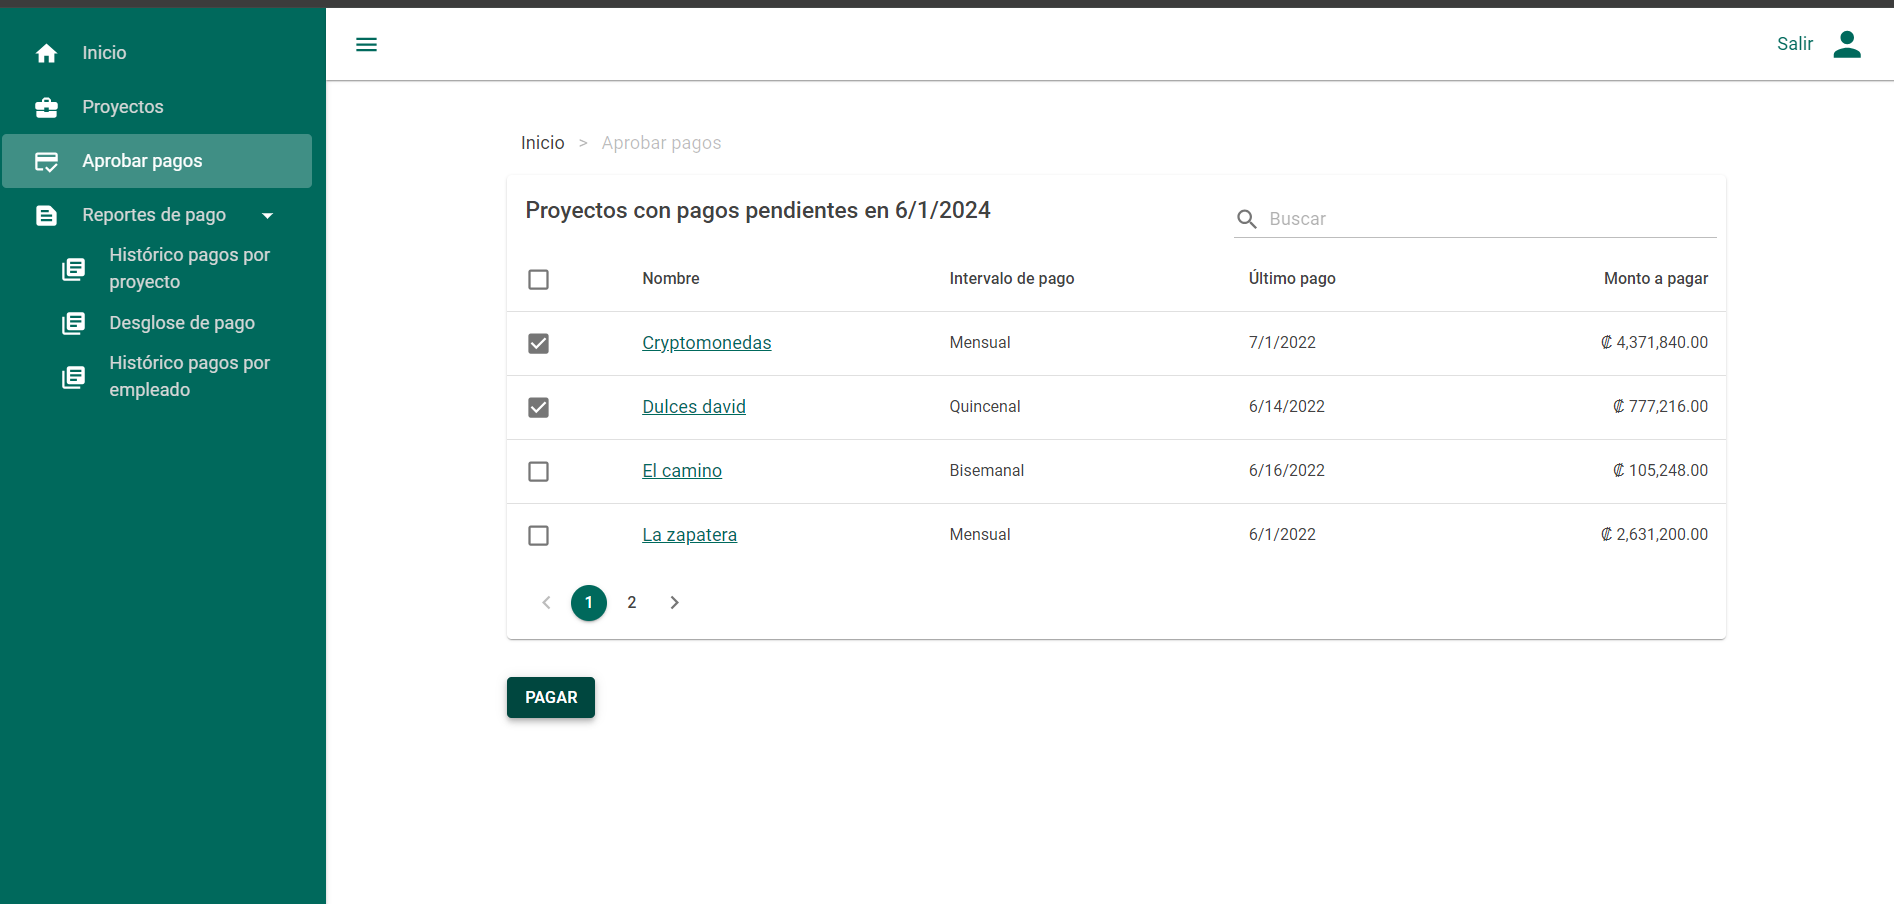 Inicio
Proyectos
Aprobar pagos
Reportes de pago
Histórico pagos por
proyecto
Desglose de pago
Histórico pagos por
empleado
Salir
Inicio > Aprobar pagos
Proyectos con pagos pendientes en 6/1/2024
Buscar
Nombre Intervalo de pago Último pago Monto a pagar
Cryptomonedas Mensual 7/1/2022 ₡ 4,371,840.00
Dulces david Quincenal 6/14/2022 ₡ 777,216.00
El camino Bisemanal 6/16/2022 ₡ 105,248.00
La zapatera Mensual 6/1/2022 ₡ 2,631,200.00
1 2
PAGAR